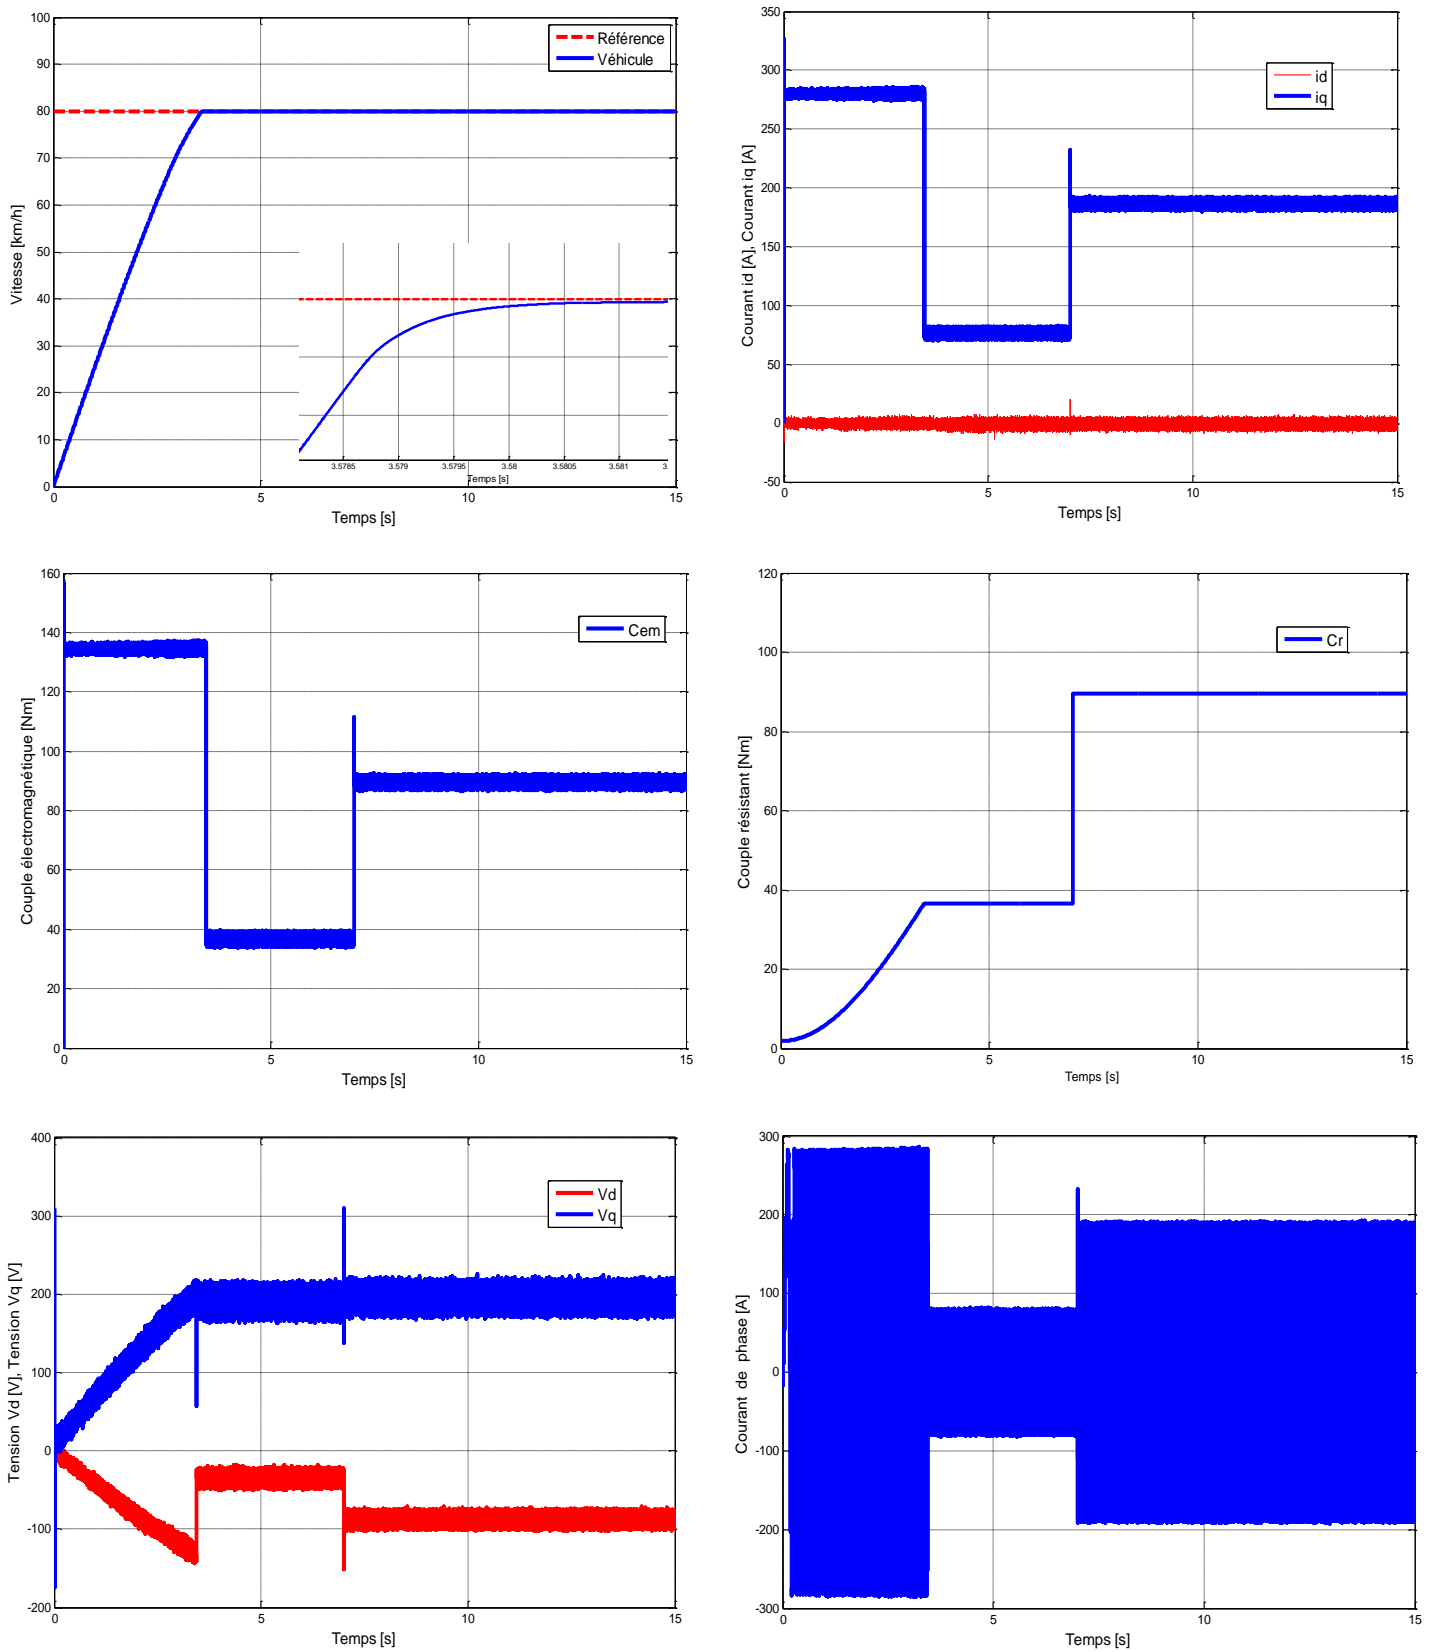 100
90
80
70
60
50
40
30
20
10
0
Vitesse [km/h]
Référence
Véhicule
3.5785 3.579 3.5795 3.58 3.5805 3.581 3.
Temps [s]
0 5 10 15
Temps [s]
350
300
250
200
150
100
50
0
-50
Courant id [A], Courant iq [A]
id
iq
0 5 10 15
Temps [s]
160
140
120
100
80
60
40
20
0
Couple électromagnétique [Nm]
Cem
0 5 10 15
Temps [s]
120
100
80
60
40
20
0
Couple résistant [Nm]
Cr
0 5 10 15
Temps [s]
400
300
200
100
0
-100
-200
Tension Vd [V], Tension Vq [V]
Vd
Vq
0 5 10 15
Temps [s]
300
200
100
0
-100
-200
-300
Courant de phase [A]
0 5 10 15
Temps [s]